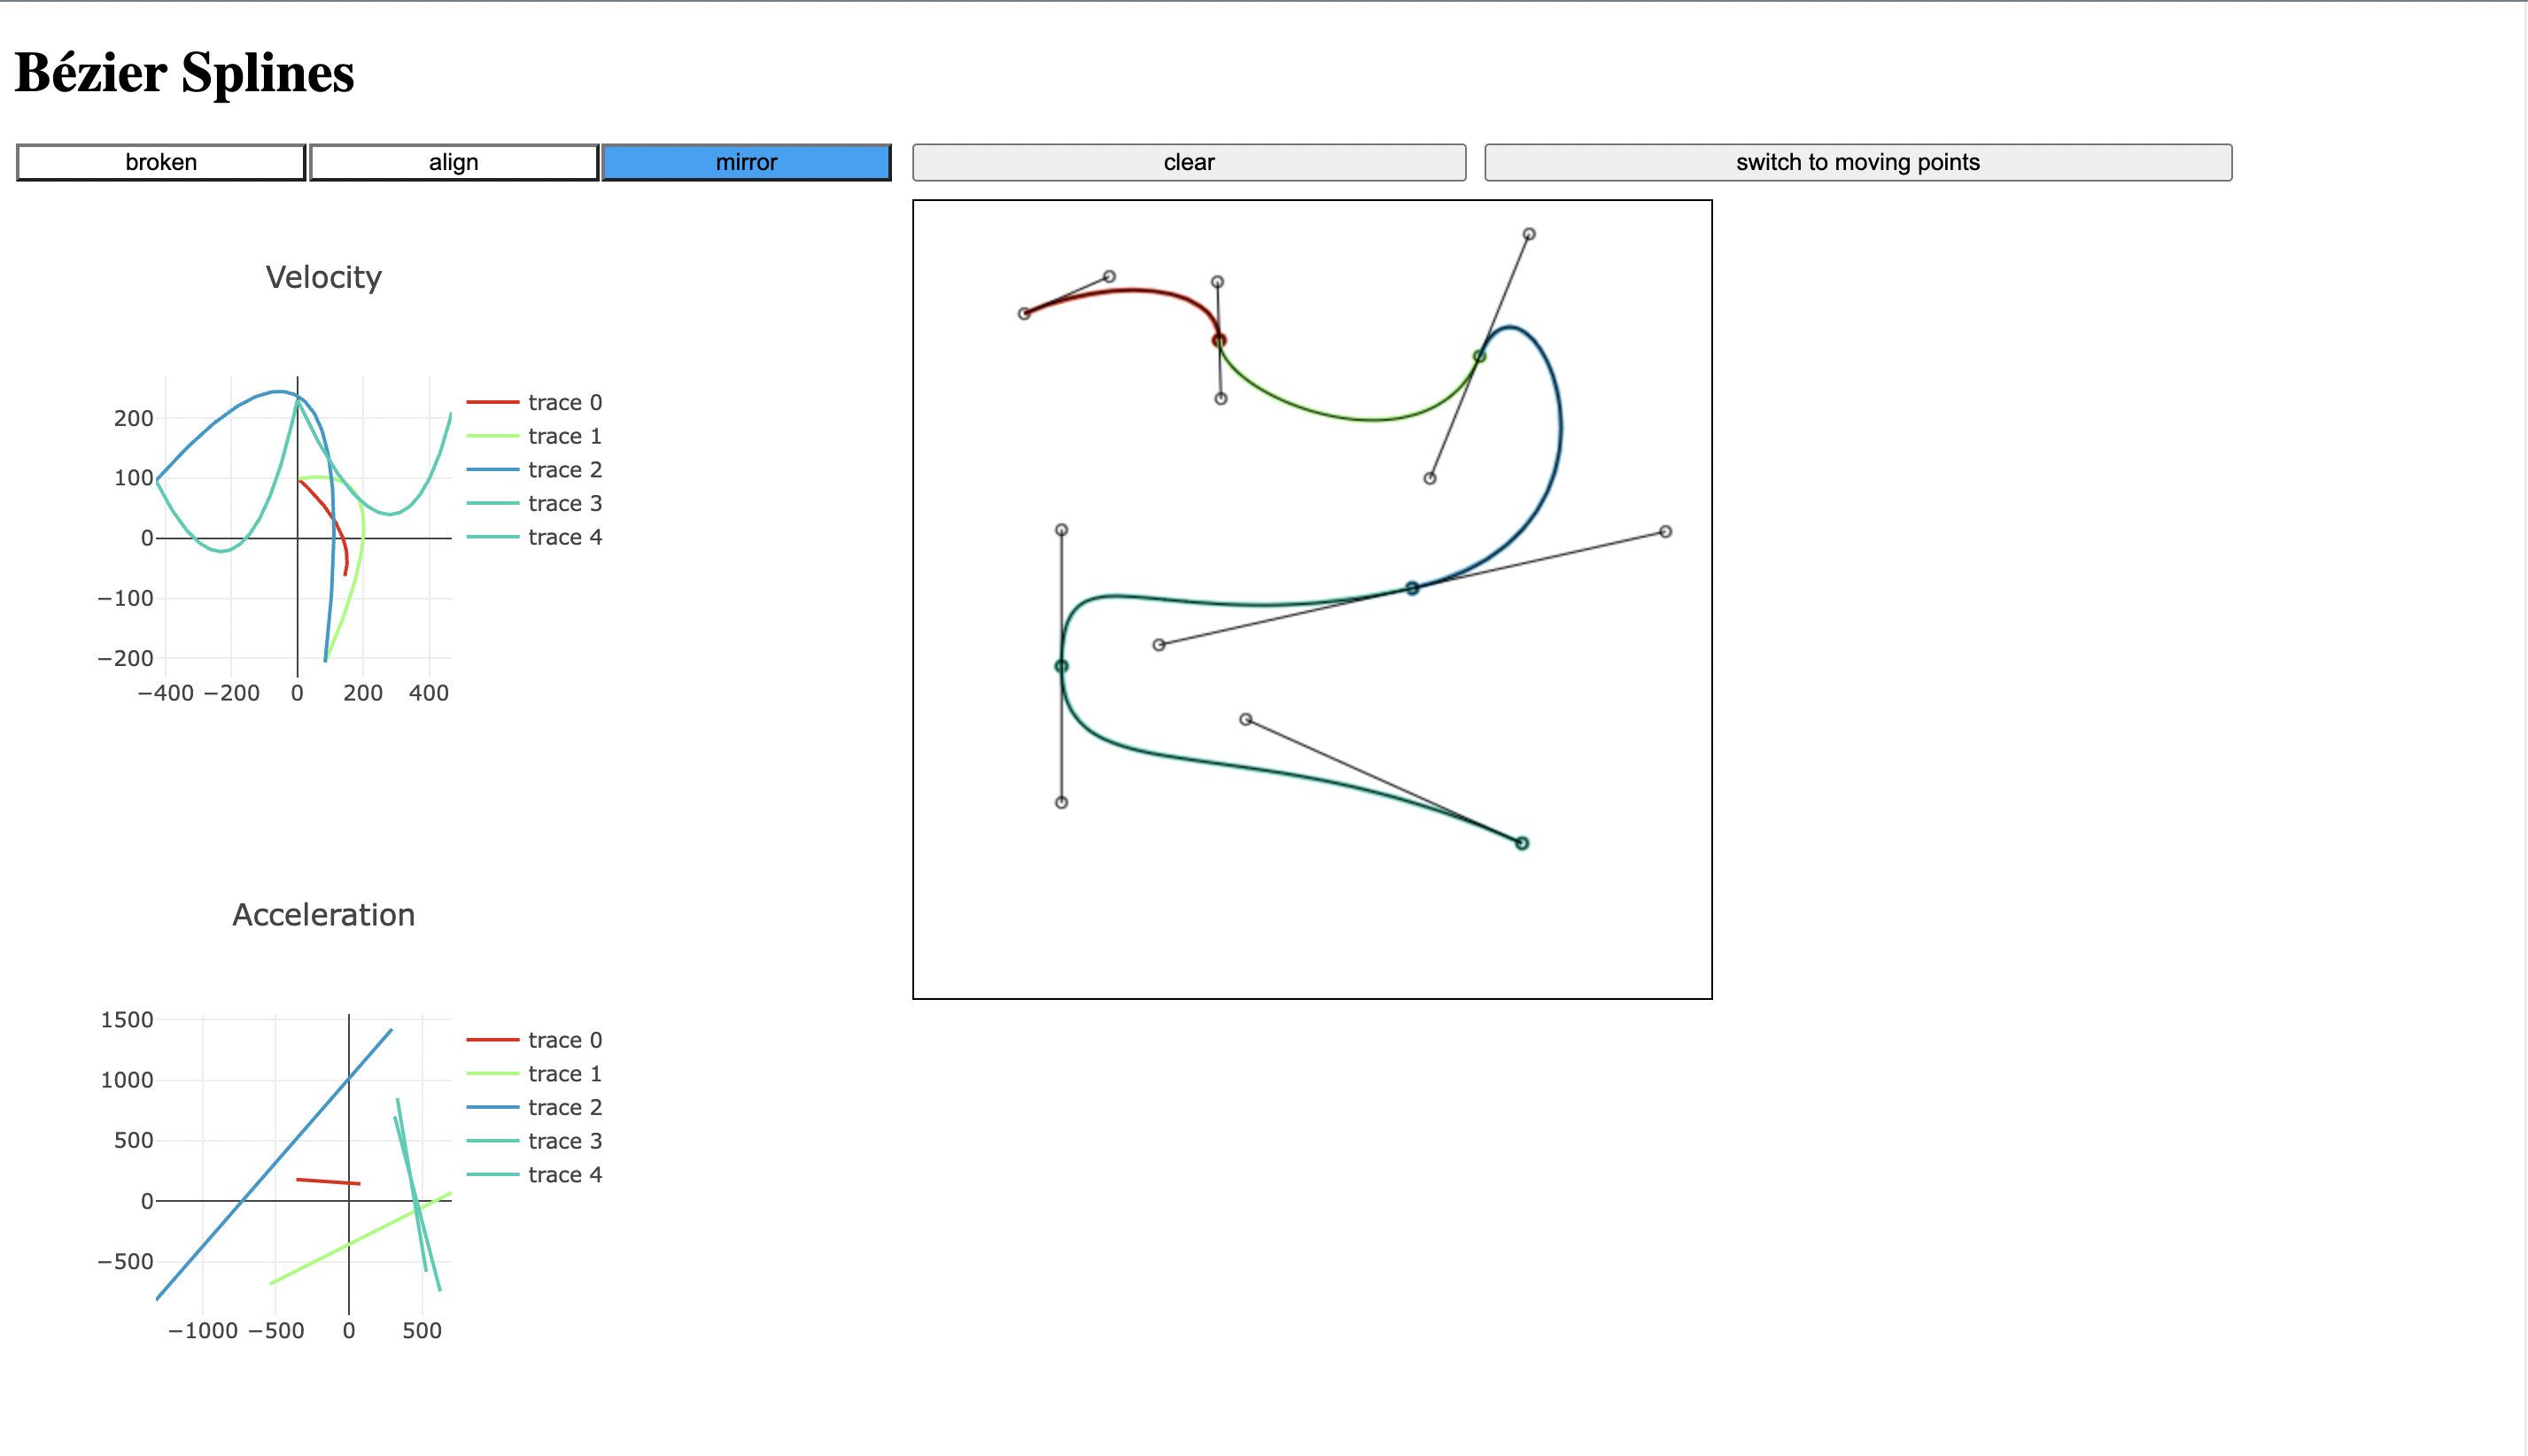 Bézier Splines
broken align mirror clear switch to moving points
Velocity
200
100
0
−100
−200
−400 −200 0 200 400
trace 0
trace 1
trace 2
trace 3
trace 4
Acceleration
1500
1000
500
0
−500
−1000 −500 0 500
trace 0
trace 1
trace 2
trace 3
trace 4